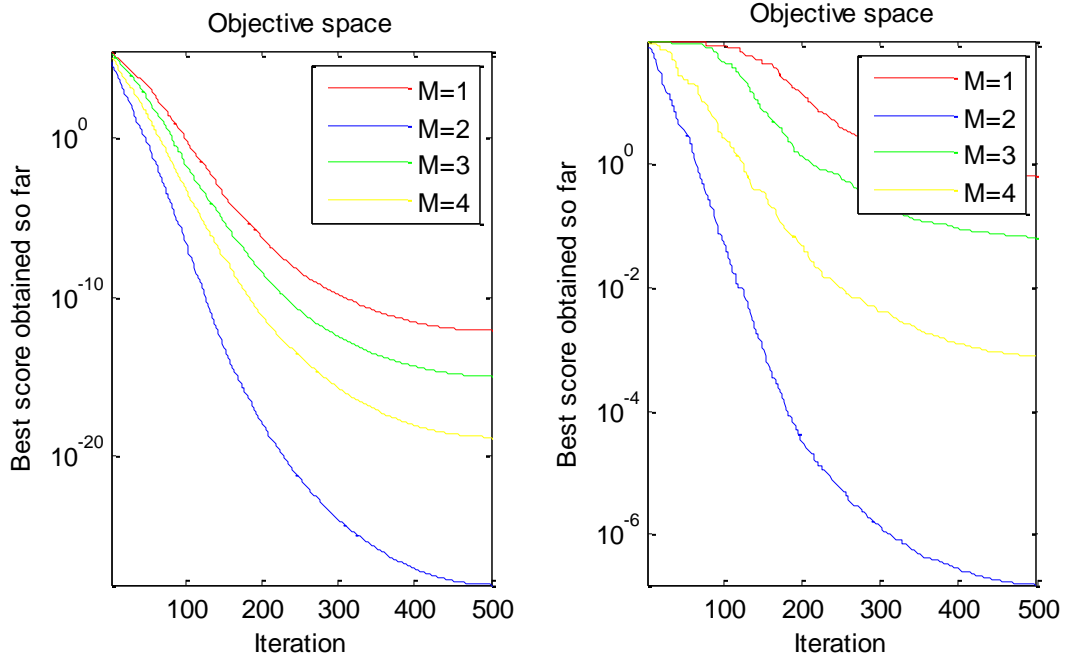 Objective space
Best score obtained so far
10^0
10^-10
10^-20
M=1
M=2
M=3
M=4
100 200 300 400 500
Iteration
Objective space
Best score obtained so far
10^0
10^-2
10^-4
10^-6
M=1
M=2
M=3
M=4
100 200 300 400 500
Iteration